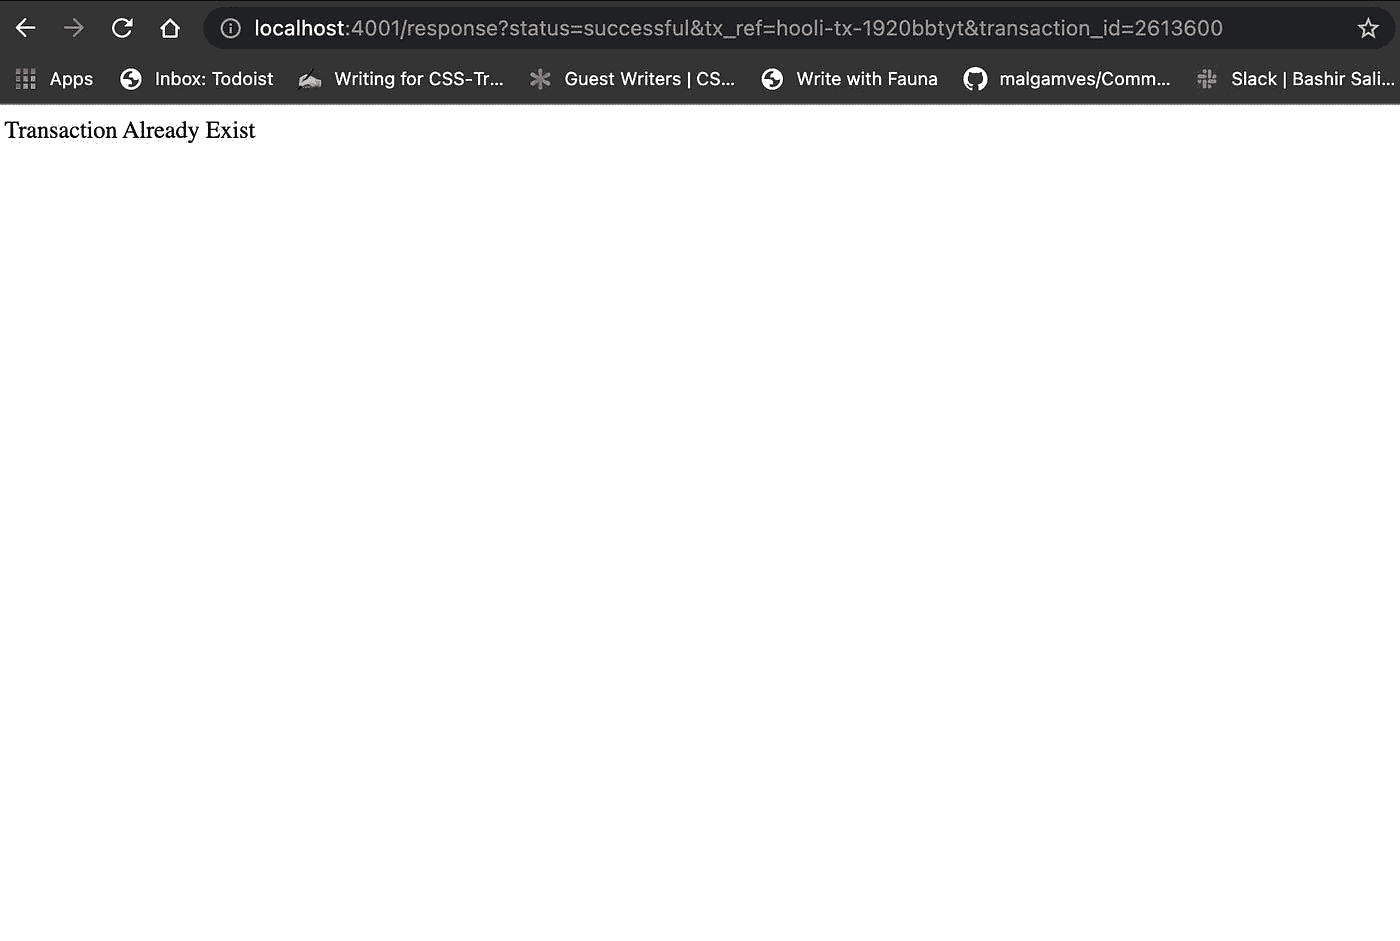 localhost:4001/response?status=successful&tx_ref=hooli-tx-1920bbtyt&transaction_id=2613600
Apps Inbox: Todoist Writing for CSS-Tr... Guest Writers | CS... Write with Fauna malgamves/Comm... Slack | Bashir Sali...
Transaction Already Exist